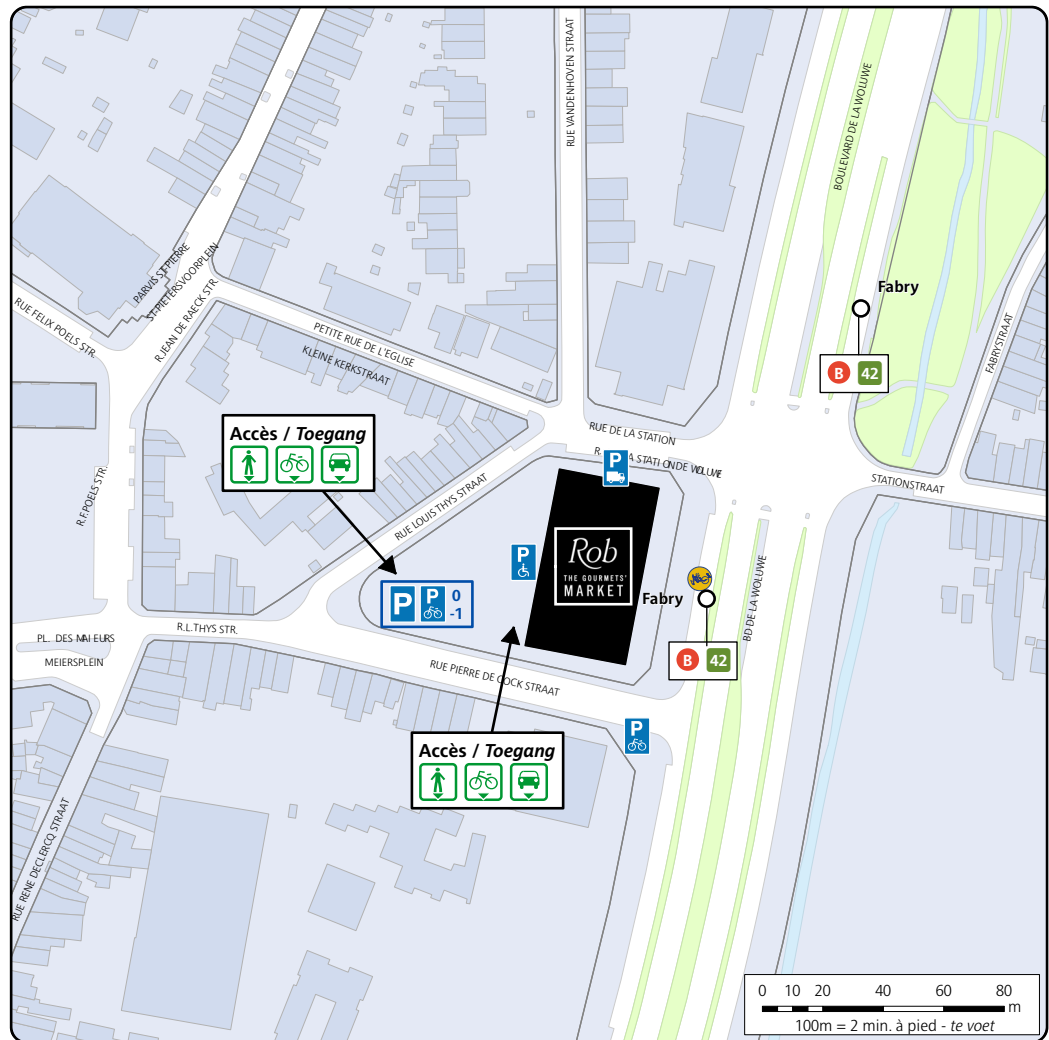 RUE VANDENHOVEN STRAAT
BOULEVARD DE LA WOLUWE
PARVIS ST-PIERRE
ST-PIETERSVOORPLEIN
R.JEAN DE RAECK STR.
RUE FELIX POELS STR.
Fabry
B 42
FABRYSTRAAT
PETITE RUE DE L'EGLISE
KLEINE KERKSTRAAT
RUE DE LA STATION
STATIONSTRAAT
Accès / Toegang
R.F.POELS STR.
RUE LOUIS THYS STRAAT
P
P
Rob
THE GOURMETS'
MARKET
P P 0
-1
Fabry
B 42
BD DE LA WOLUWE
R.L.THYS STR.
PL. DES MAIEURS
MEIERSPLEIN
RUE PIERRE DE COCK STRAAT
P
Accès / Toegang
RUE RENE DECLERCQ STRAAT
0 10 20 40 60 80
m
100m = 2 min. à pied - te voet